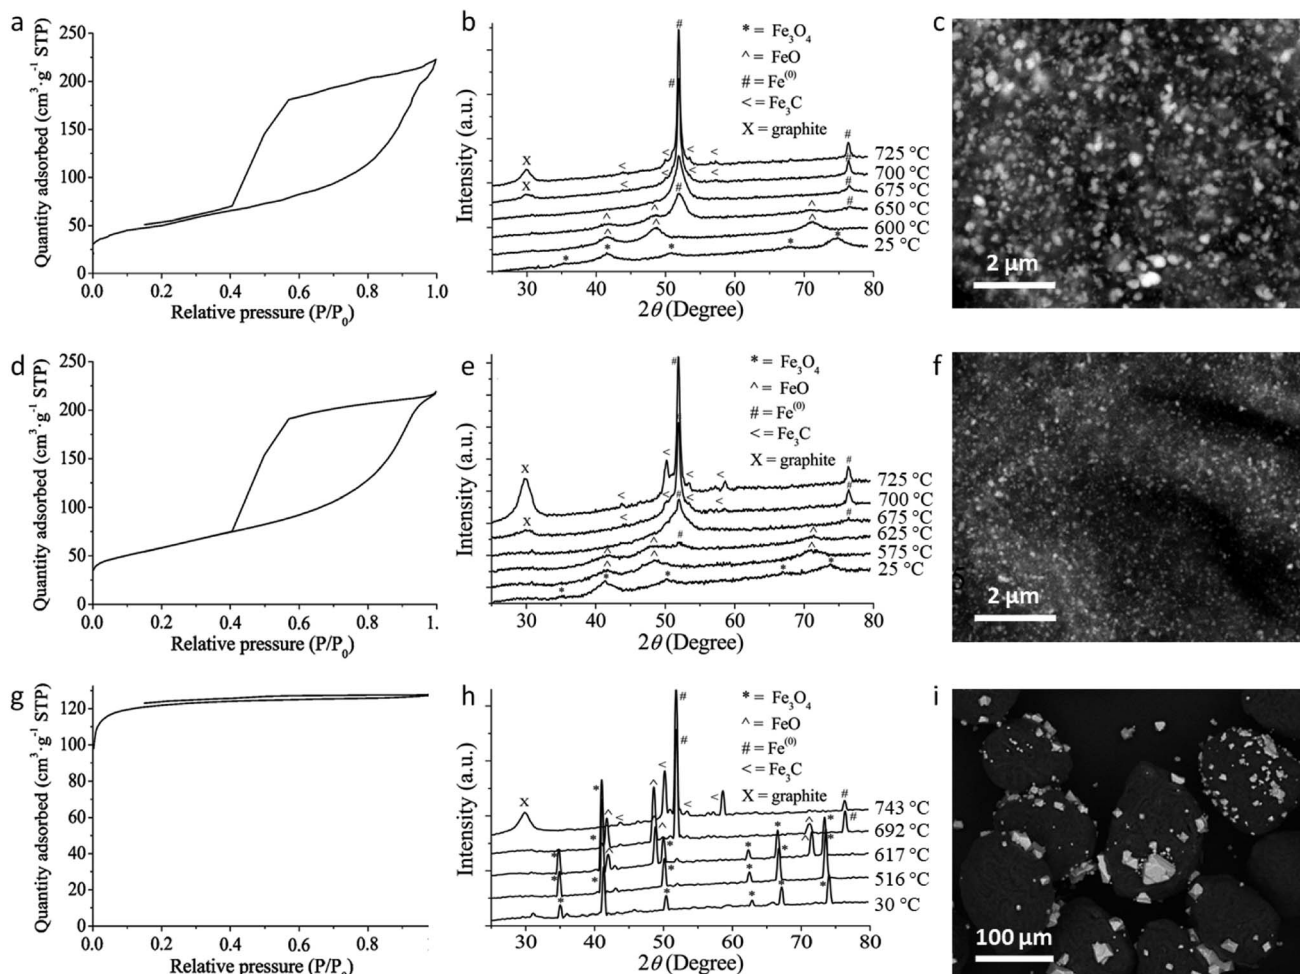 a
Quantity adsorbed (cm³·g⁻¹ STP)
250
200
150
100
50
0
0.0 0.2 0.4 0.6 0.8 1.0
Relative pressure (P/P₀)
b
Intensity (a.u.)
* = Fe₃O₄
^ = FeO
# = Fe⁽⁰⁾
< = Fe₃C
X = graphite
725 °C
700 °C
675 °C
650 °C
600 °C
25 °C
30 40 50 60 70 80
2θ (Degree)
c
2 μm
d
Quantity adsorbed (cm³·g⁻¹ STP)
250
200
150
100
50
0
0.0 0.2 0.4 0.6 0.8 1.
Relative pressure (P/P₀)
e
Intensity (a.u.)
* = Fe₃O₄
^ = FeO
# = Fe⁽⁰⁾
< = Fe₃C
X = graphite
725 °C
700 °C
675 °C
625 °C
575 °C
25 °C
30 40 50 60 70 80
2θ (Degree)
f
2 μm
g
Quantity adsorbed (cm³·g⁻¹ STP)
120
100
80
60
40
20
0
0.0 0.2 0.4 0.6 0.8
Relative pressure (P/P₀)
h
Intensity (a.u.)
* = Fe₃O₄
^ = FeO
# = Fe⁽⁰⁾
< = Fe₃C
X = graphite
743 °C
692 °C
617 °C
516 °C
30 °C
30 40 50 60 70 80
2θ (Degree)
i
100 μm